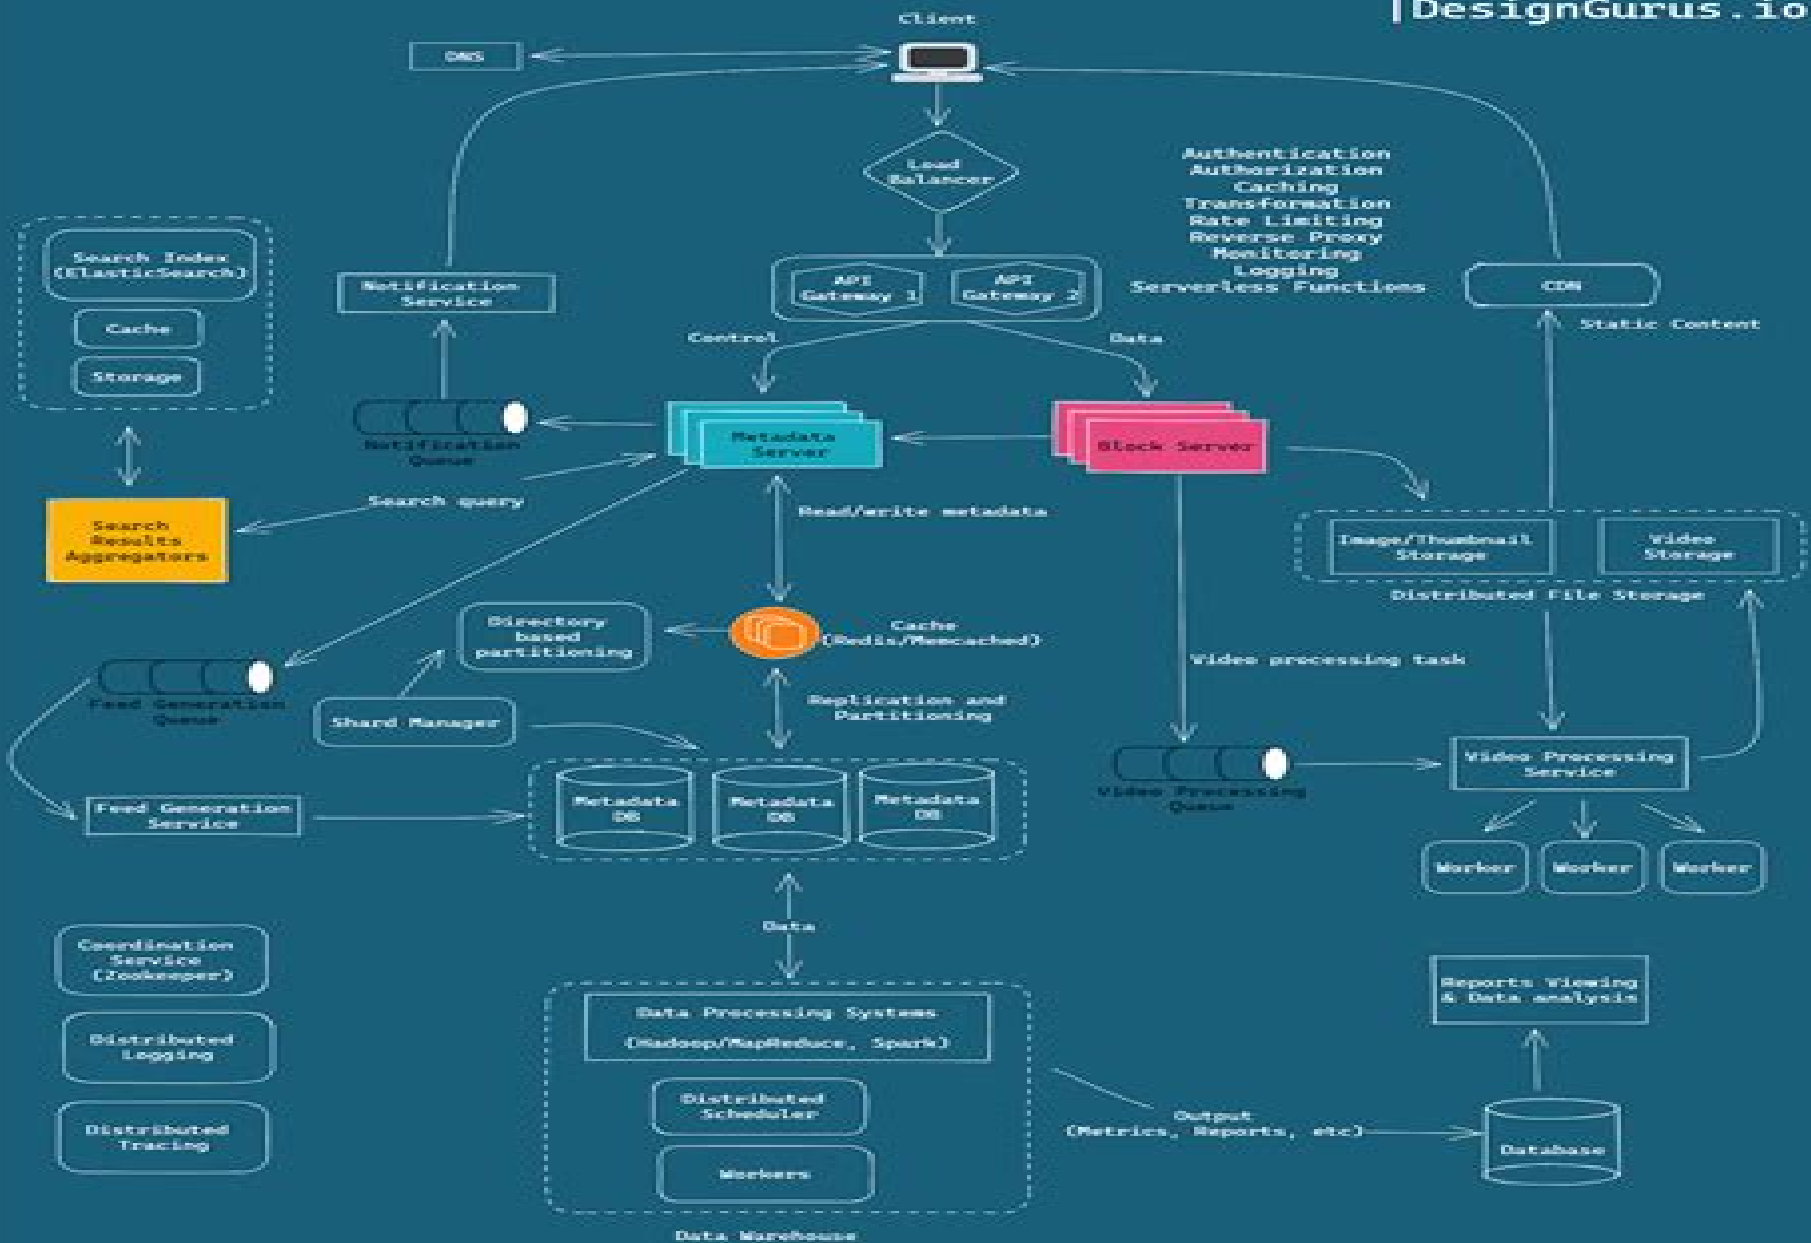 |DesignGurus.io
Client
DNS
Load
Balancer
Authentication
Authorization
Caching
Transformation
Rate Limiting
Reverse Proxy
Monitoring
Logging
Serverless Functions
Search Index
(ElasticSearch)
Cache
Storage
Notification
Service
API
Gateway 1
API
Gateway 2
CDN
Static Content
Control
Data
Notification
Queue
Metadata
Server
Block Server
Search query
Read/write metadata
Search
Results
Aggregators
Image/Thumbnail
Storage
Video
Storage
Distributed File Storage
Directory
based
partitioning
Cache
(Redis/Memcached)
Video processing task
Feed Generation
Queue
Shard Manager
Replication and
Partitioning
Video Processing
Queue
Video Processing
Service
Feed Generation
Service
Metadata
DB
Metadata
DB
Metadata
DB
Worker
Worker
Worker
Data
Coordination
Service
(Zookeeper)
Distributed
Logging
Distributed
Tracing
Data Processing Systems
(Hadoop/MapReduce, Spark)
Distributed
Scheduler
Workers
Data Warehouse
Output
(Metrics, Reports, etc)
Reports Viewing
& Data analysis
Database